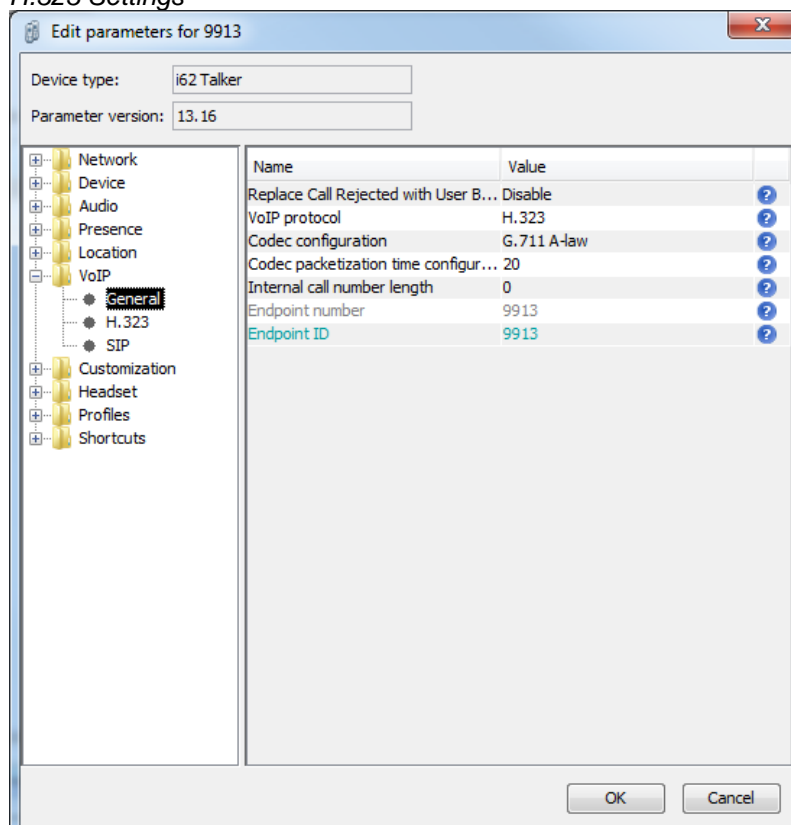 H.323 Settings
Edit parameters for 9913
Device type: i62 Talker
Parameter version: 13.16
Network
Device
Audio
Presence
Location
VoIP
General
H.323
SIP
Customization
Headset
Profiles
Shortcuts
Name Value
Replace Call Rejected with User B... Disable
VoIP protocol H.323
Codec configuration G.711 A-law
Codec packetization time configur... 20
Internal call number length 0
Endpoint number 9913
Endpoint ID 9913
OK Cancel